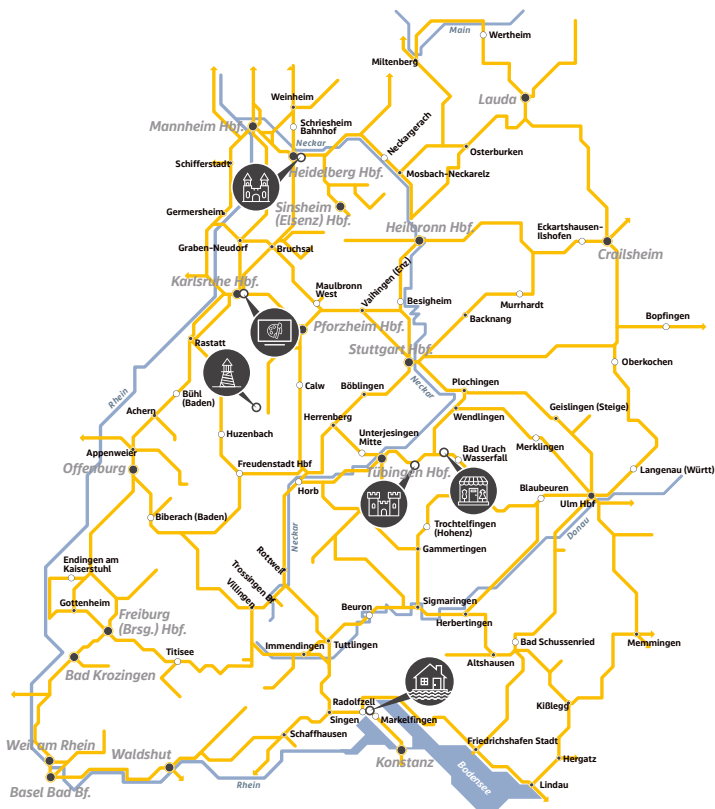 Main
Wertheim
Miltenberg
Lauda
Weinheim
Mannheim Hbf.
Schriesheim
Bahnhof
Neckar
Neckargerach
Osterburken
Schifferstadt
Heidelberg Hbf.
Mosbach-Neckarelz
Germersheim
Sinsheim
(Elsenz) Hbf.
Heilbronn Hbf.
Eckartshausen-
Ilshofen
Crailsheim
Graben-Neudorf
Bruchsal
Karlsruhe Hbf.
Maulbronn
West
Vaihingen (Enz)
Besigheim
Murrhardt
Backnang
Bopfingen
Pforzheim Hbf.
Rastatt
Stuttgart Hbf.
Oberkochen
Rhein
Neckar
Bühl
(Baden)
Calw
Böblingen
Plochingen
Achern
Herrenberg
Wendlingen
Geislingen (Steige)
Huzenbach
Unterjesingen
Mitte
Merklingen
Appenweier
Bad Urach
Wasserfall
Offenburg
Freudenstadt Hbf
Tübingen Hbf.
Langenau (Württ)
Horb
Blaubeuren
Ulm Hbf
Biberach (Baden)
Trochtelfingen
(Hohenz)
Donau
Neckar
Gammertingen
Endingen am
Kaiserstuhl
Rottweil
Trossingen Bf
Villingen
Gottenheim
Beuron
Sigmaringen
Herbertingen
Freiburg
(Brsg.) Hbf.
Titisee
Immendingen
Tuttlingen
Bad Schussenried
Memmingen
Altshausen
Bad Krozingen
Radolfzell
Singen
Markelfingen
Kißlegg
Schaffhausen
Weil am Rhein
Waldshut
Konstanz
Friedrichshafen Stadt
Hergatz
Bodensee
Rhein
Basel Bad Bf.
Lindau